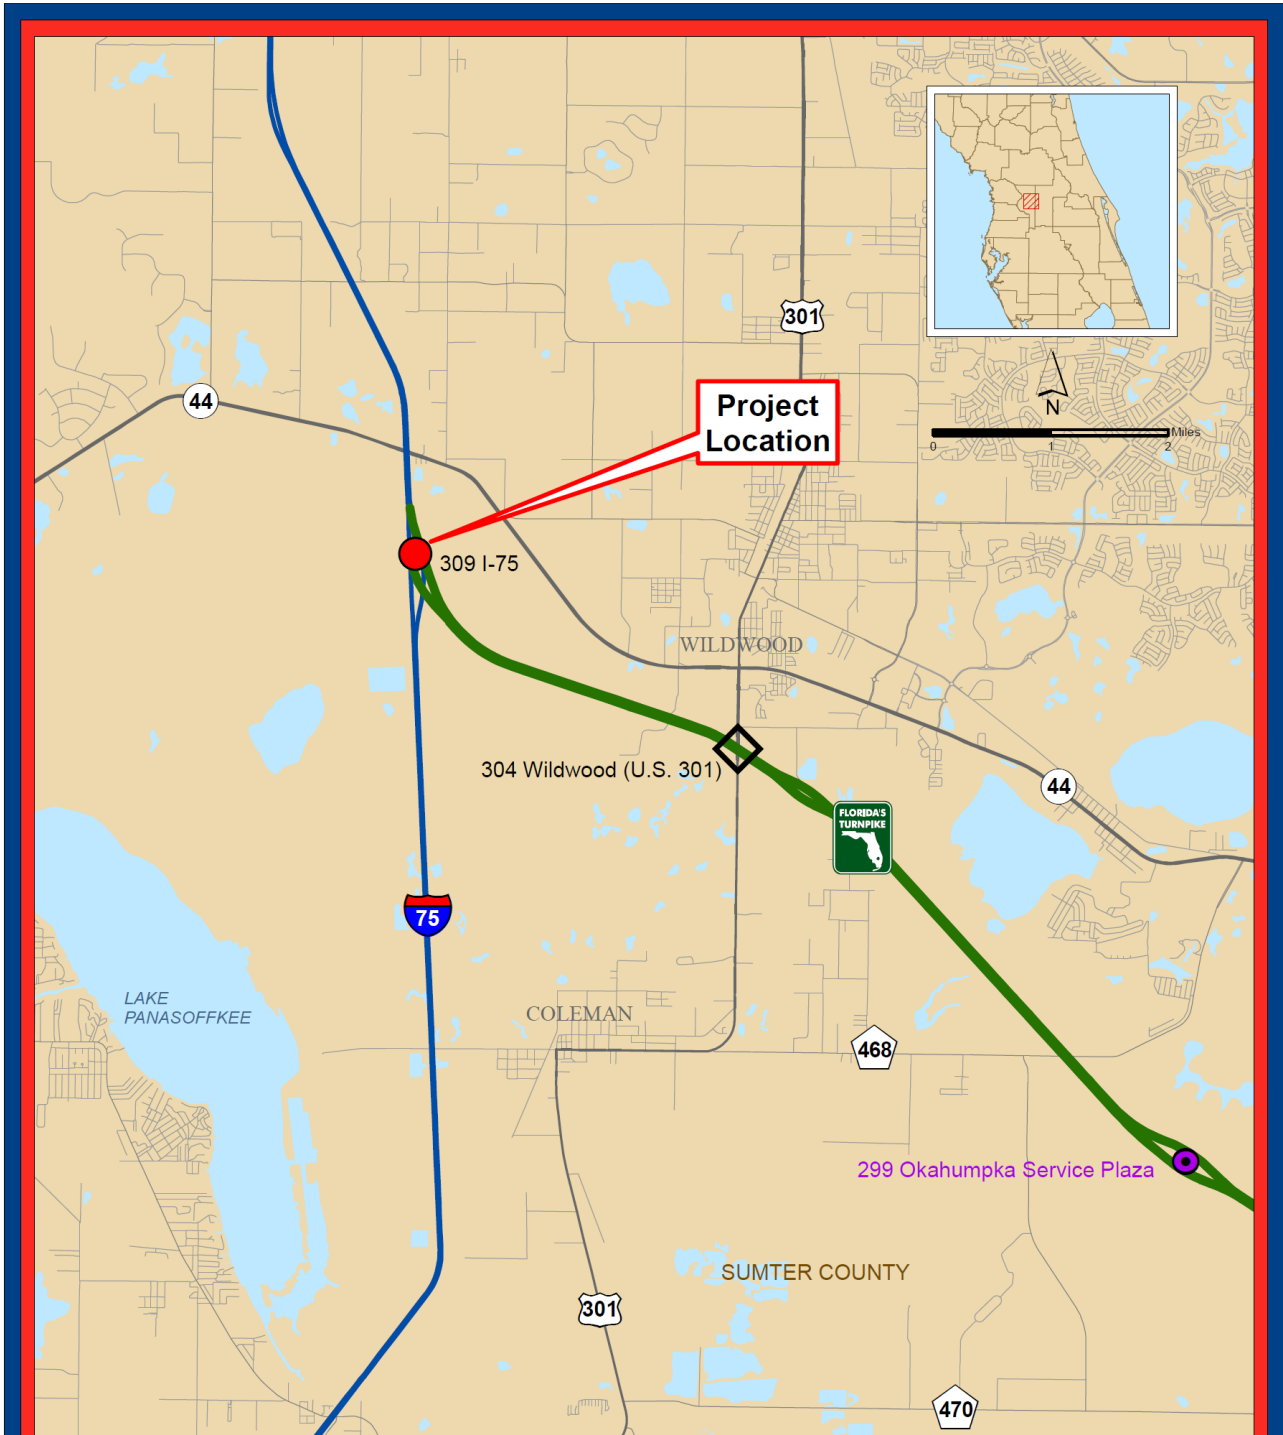 301
44
Project
Location
N
Miles
0
1
2
309 I-75
WILDWOOD
304 Wildwood (U.S. 301)
44
FLORIDA'S
TURNPIKE
75
LAKE
PANASOFFKEE
COLEMAN
468
299 Okahumpka Service Plaza
SUMTER COUNTY
301
470